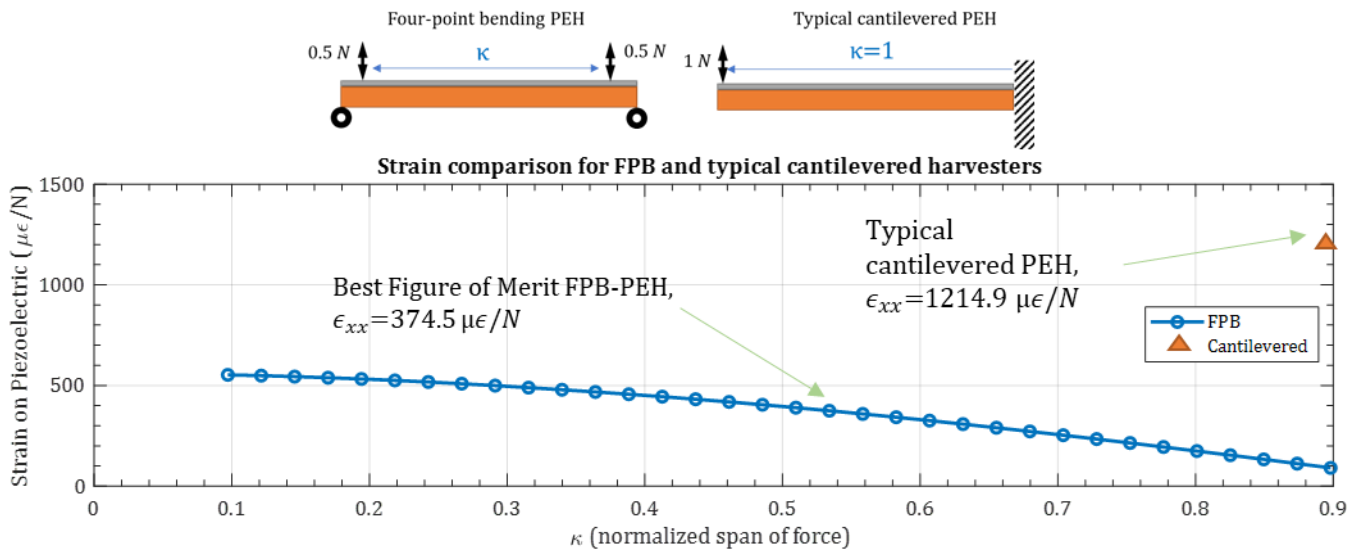 Four-point bending PEH
Typical cantilevered PEH
0.5 N
κ
0.5 N
1 N
κ=1
Strain comparison for FPB and typical cantilevered harvesters
Strain on Piezoelectric ( με/N)
1500
1000
500
0
Best Figure of Merit FPB-PEH,
ϵxx=374.5 μϵ/N
Typical
cantilevered PEH,
ϵxx=1214.9 μϵ/N
FPB
Cantilevered
0 0.1 0.2 0.3 0.4 0.5 0.6 0.7 0.8 0.9
κ (normalized span of force)